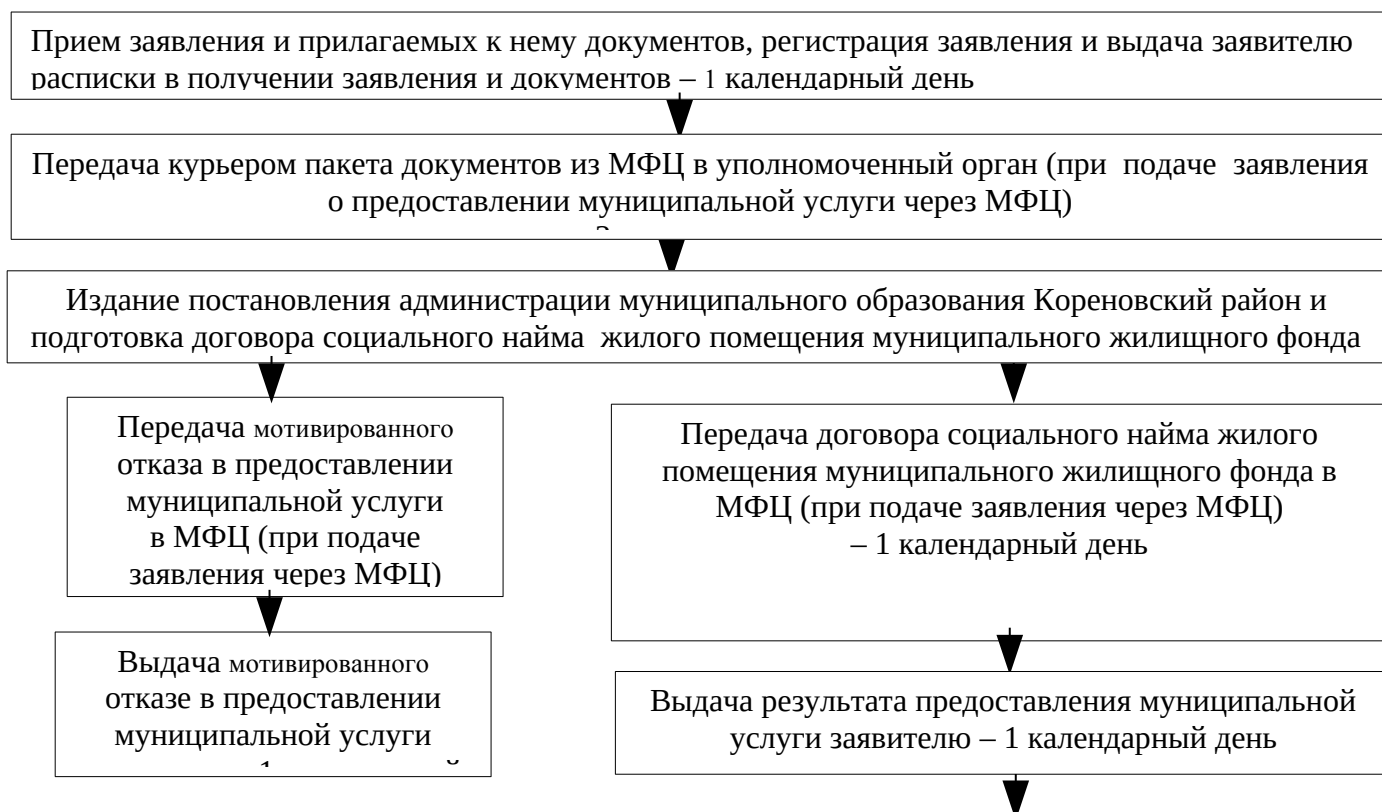 Прием заявления и прилагаемых к нему документов, регистрация заявления и выдача заявителю
расписки в получении заявления и документов – 1 календарный день
Передача курьером пакета документов из МФЦ в уполномоченный орган (при подаче заявления
о предоставлении муниципальной услуги через МФЦ)
Издание постановления администрации муниципального образования Кореновский район и
подготовка договора социального найма жилого помещения муниципального жилищного фонда
Передача мотивированного
отказа в предоставлении
муниципальной услуги
в МФЦ (при подаче
заявления через МФЦ)
Передача договора социального найма жилого
помещения муниципального жилищного фонда в
МФЦ (при подаче заявления через МФЦ)
– 1 календарный день
Выдача мотивированного
отказе в предоставлении
муниципальной услуги
Выдача результата предоставления муниципальной
услуги заявителю – 1 календарный день